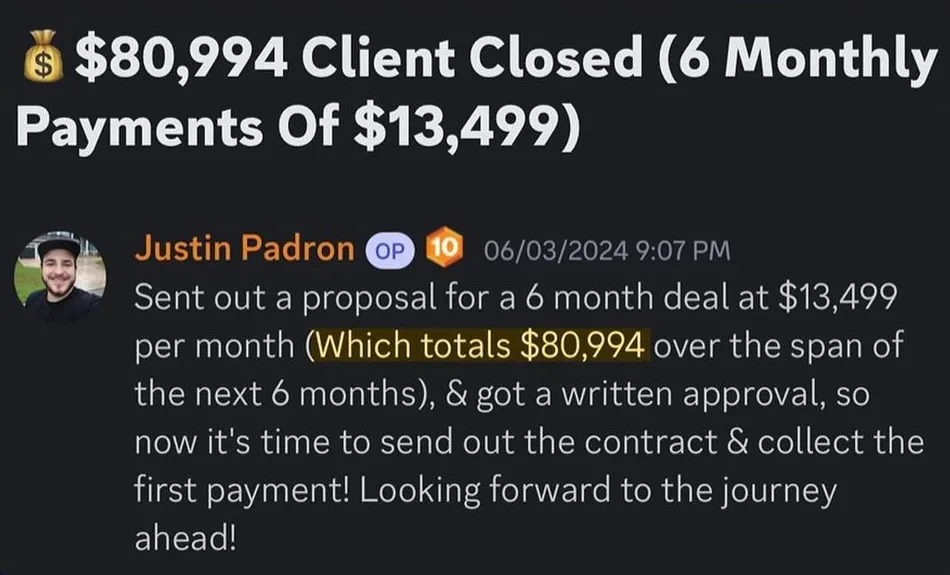 💰$80,994 Client Closed (6 Monthly
Payments Of $13,499)
Justin Padron OP 10 06/03/2024 9:07 PM
Sent out a proposal for a 6 month deal at $13,499
per month (Which totals $80,994 over the span of
the next 6 months), & got a written approval, so
now it's time to send out the contract & collect the
first payment! Looking forward to the journey
ahead!